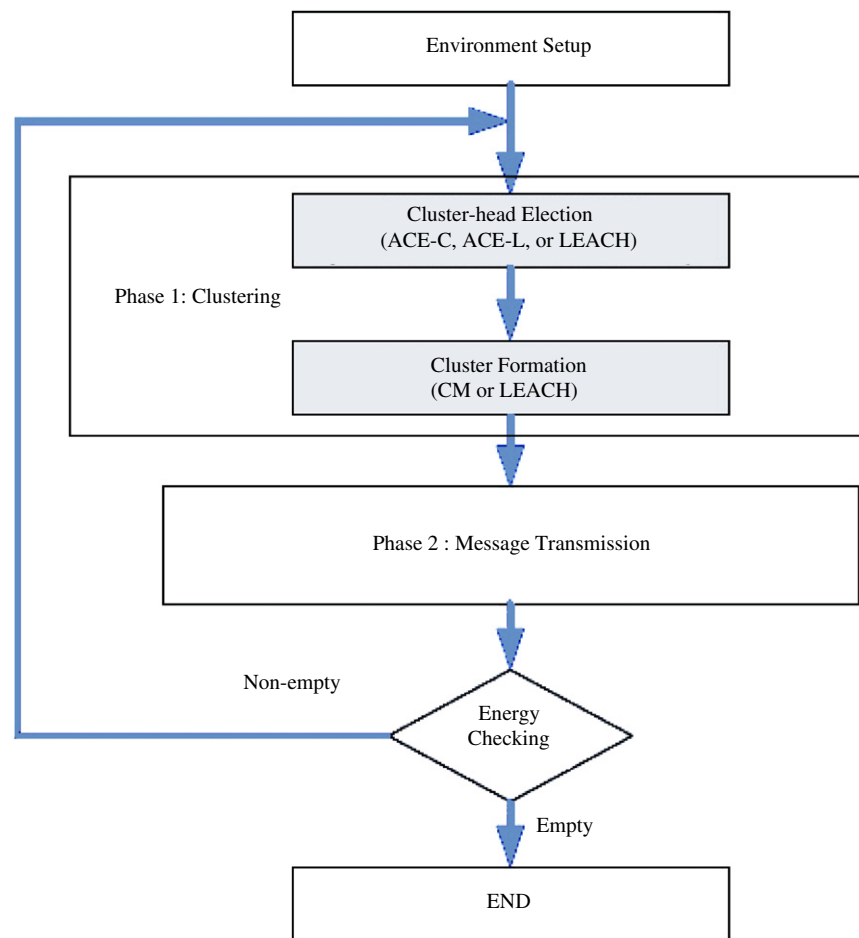 Environment Setup
Cluster-head Election
(ACE-C, ACE-L, or LEACH)
Phase 1: Clustering
Cluster Formation
(CM or LEACH)
Phase 2 : Message Transmission
Non-empty
Energy
Checking
Empty
END